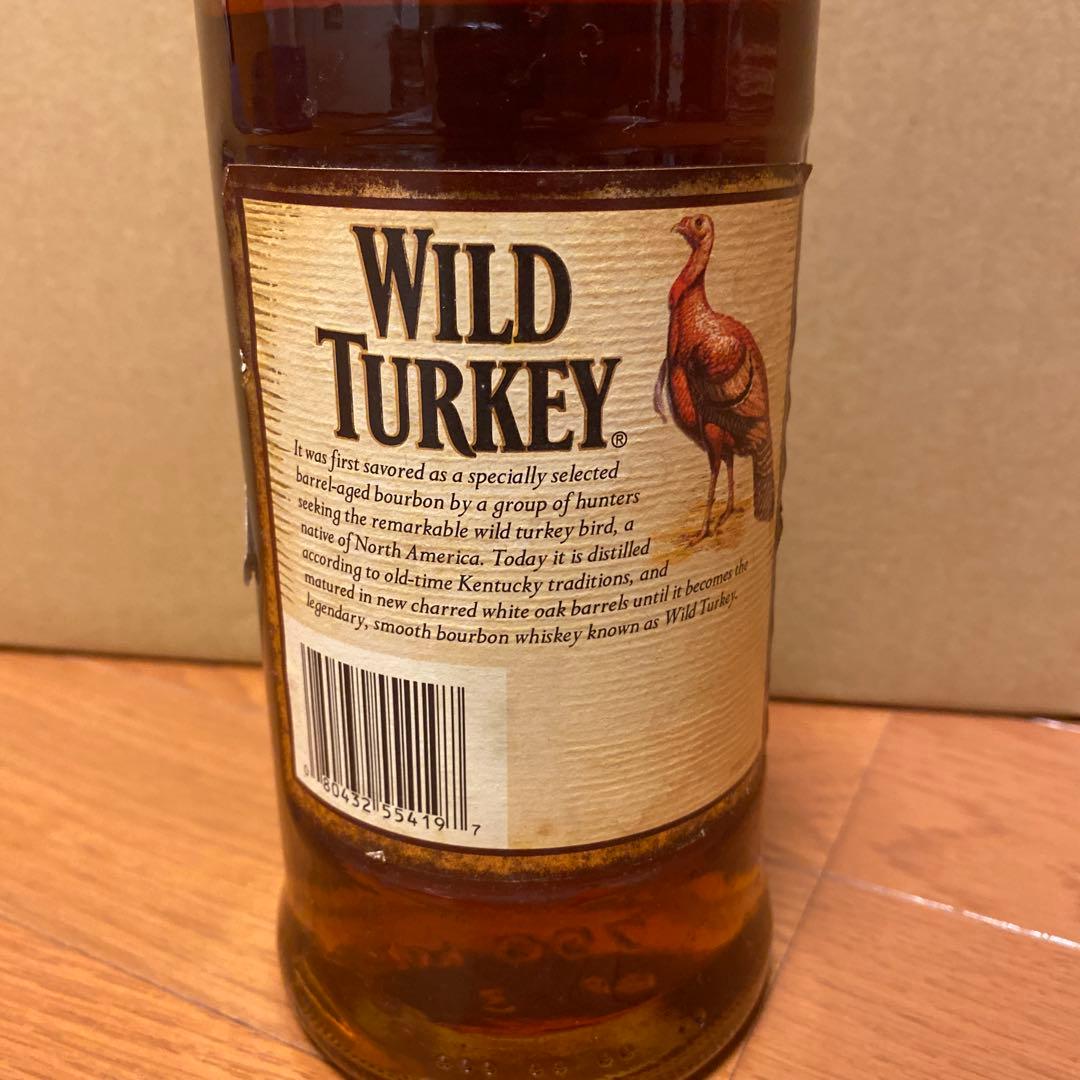 WILD
TURKEY®
It was first savored as a specially selected
barrel-aged bourbon by a group of hunters
seeking the remarkable wild turkey bird, a
native of North America. Today it is distilled
according to old-time Kentucky traditions, and
matured in new charred white oak barrels until it becomes the
legendary, smooth bourbon whiskey known as Wild Turkey.
0 80432 55419 7